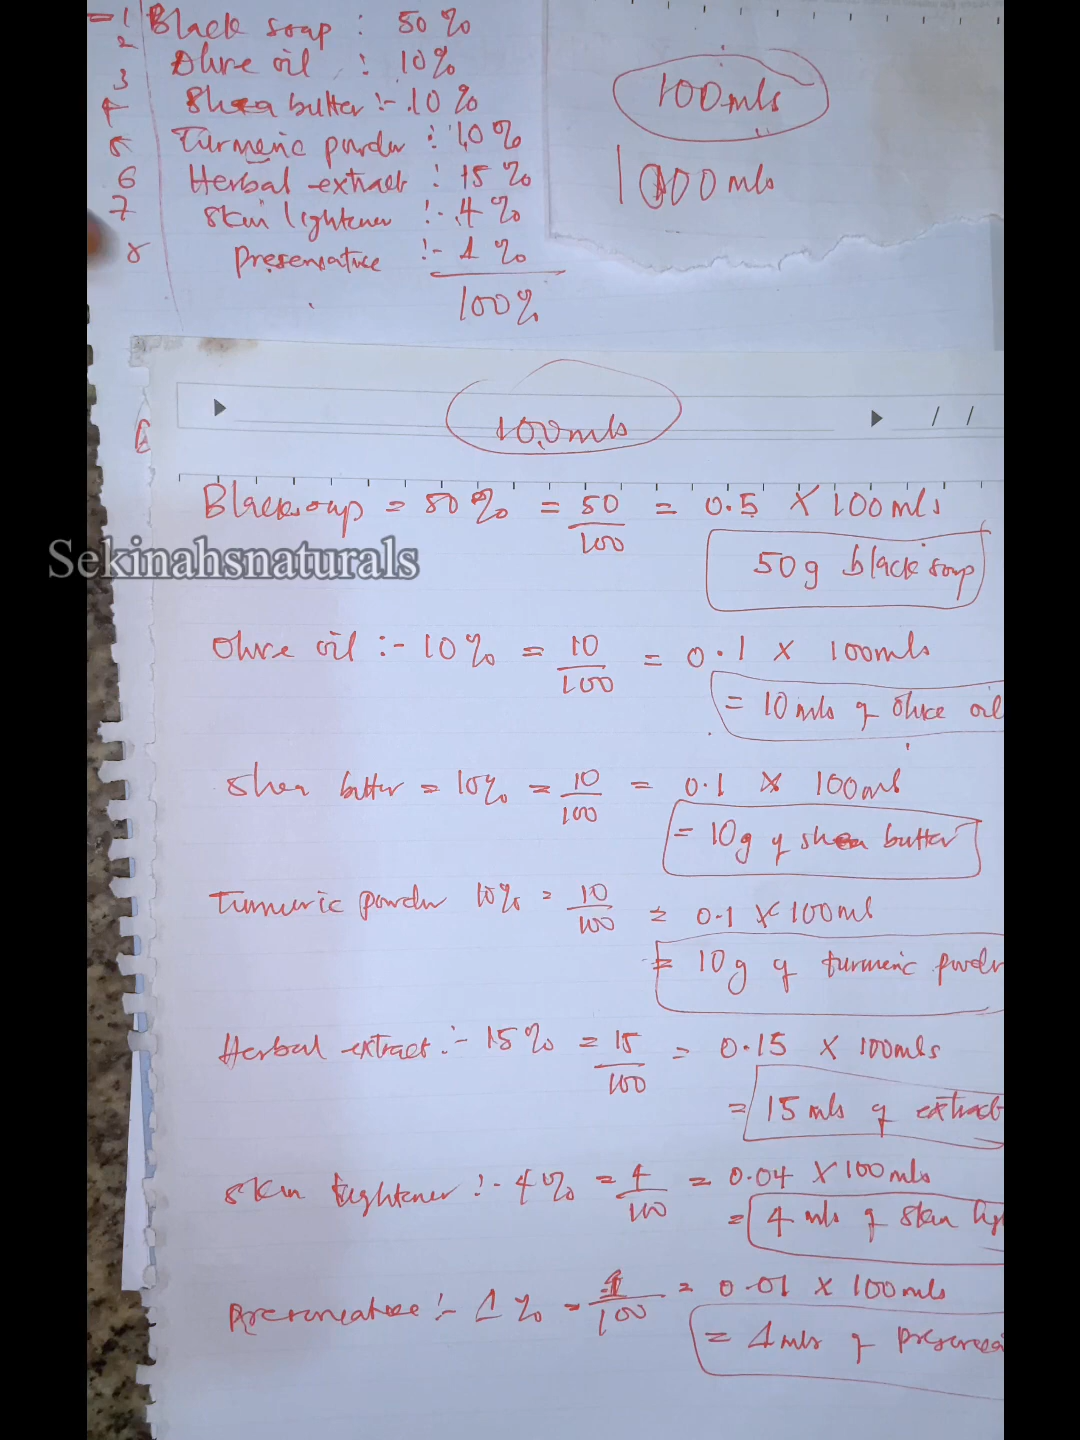 1 Black soap : 50%
2 Olive oil : 10%
3
4 Shea butter :- 10%
5 Turmeric powder : 10%
6 Herbal extract : 15%
7 Skin lightener :- 4%
8 Preservative :- 1%
100%
100mls
1000mls
100mls
/ /
Black soap = 50% = 50/100 = 0.5 X 100mls
50g black soap
Sekinahsnaturals
Olive oil :- 10% = 10/100 = 0.1 x 100mls
= 10mls of olive oil
Shea butter = 10% = 10/100 = 0.1 x 100ml
= 10g of shea butter
Turmeric powder 10% = 10/100 = 0.1 X 100ml
= 10g of turmeric powder
Herbal extract :- 15% = 15/100 = 0.15 X 100mls
= 15 mls of extract
Skin lightener :- 4% = 4/100 = 0.04 X 100mls
= 4 mls of skin lig
Preservative :- 1% = 1/100 = 0.01 x 100mls
= 1mls of preserva